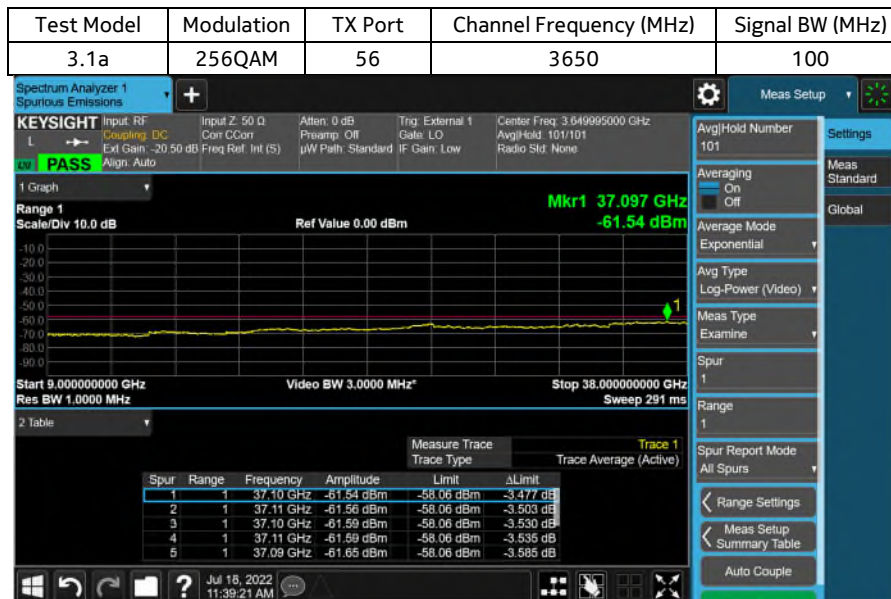 Test Model Modulation TX Port Channel Frequency (MHz) Signal BW (MHz)
3.1a 256QAM 56 3650 100
Spectrum Analyzer 1
Spurious Emissions
+
Meas Setup
KEYSIGHT
L
PASS
Input: RF
Coupling: DC
Ext Gain: -20.50 dB
Align: Auto
Input Z: 50 Ω
Corr CCorr
Freq Ref: Int (S)
Atten: 0 dB
Preamp: Off
µW Path: Standard
Trig: External 1
Gate: LO
IF Gain: Low
Center Freq: 3.649995000 GHz
Avg|Hold: 101/101
Radio Std: None
1 Graph
Range 1
Scale/Div 10.0 dB
Ref Value 0.00 dBm
Mkr1 37.097 GHz
-61.54 dBm
-10.0
-20.0
-30.0
-40.0
-50.0
-60.0
-70.0
-80.0
-90.0
1
Start 9.000000000 GHz
Video BW 3.0000 MHz*
Stop 38.000000000 GHz
Res BW 1.0000 MHz
Sweep 291 ms
2 Table
Measure Trace Trace 1
Trace Type Trace Average (Active)
Spur Range Frequency Amplitude Limit ΔLimit
1 1 37.10 GHz -61.54 dBm -58.06 dBm -3.477 dB
2 1 37.11 GHz -61.56 dBm -58.06 dBm -3.503 dB
3 1 37.10 GHz -61.59 dBm -58.06 dBm -3.530 dB
4 1 37.11 GHz -61.59 dBm -58.06 dBm -3.535 dB
5 1 37.09 GHz -61.65 dBm -58.06 dBm -3.585 dB
Avg|Hold Number
101
Averaging
On
Off
Average Mode
Exponential
Avg Type
Log-Power (Video)
Meas Type
Examine
Spur
1
Range
1
Spur Report Mode
All Spurs
Range Settings
Meas Setup
Summary Table
Auto Couple
Settings
Meas
Standard
Global
?
Jul 18, 2022
11:39:21 AM